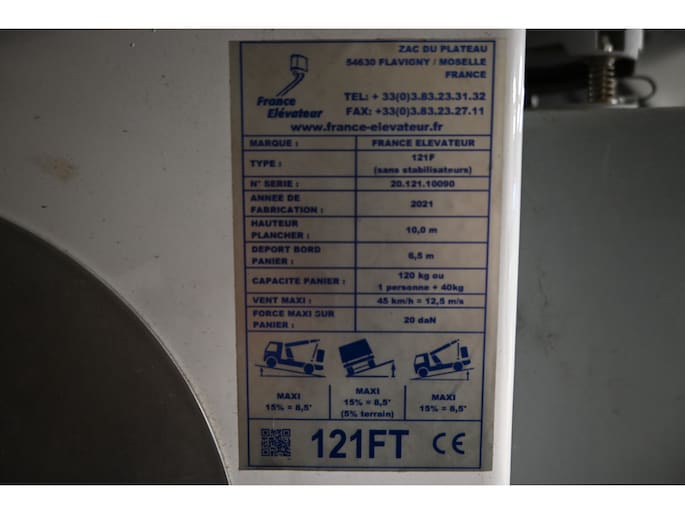 France
Elévateur
ZAC DU PLATEAU
54630 FLAVIGNY / MOSELLE
FRANCE
TEL: + 33(0)3.83.23.31.32
FAX: +33(0)3.83.23.27.11
www.france-elevateur.fr
MARQUE : FRANCE ELEVATEUR
TYPE : 121F
(sans stabilisateurs)
N° SERIE : 20.121.10090
ANNEE DE
FABRICATION : 2021
HAUTEUR
PLANCHER : 10,0 m
DEPORT BORD
PANIER : 6,5 m
CAPACITE PANIER : 120 kg ou
1 personne + 40kg
VENT MAXI : 45 km/h = 12,5 m/s
FORCE MAXI SUR
PANIER : 20 daN
MAXI
15% = 8,5°
MAXI
15% = 8,5°
(5% terrain)
MAXI
15% = 8,5°
121FT CE